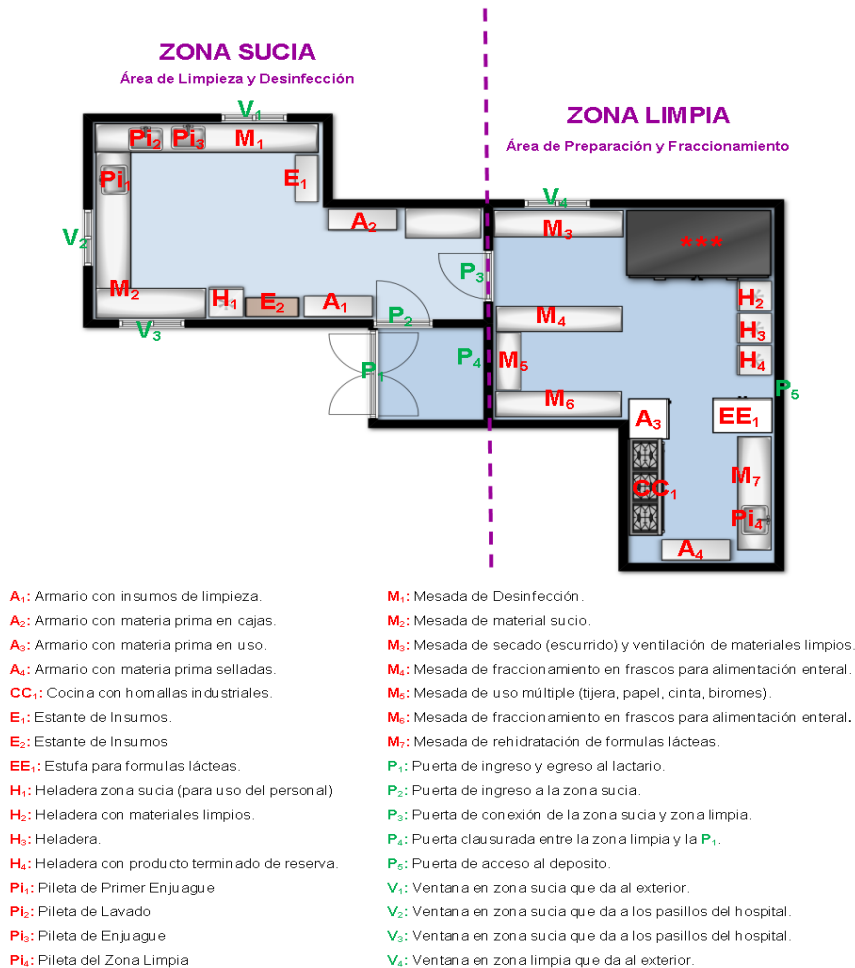 ZONA SUCIA
Área de Limpieza y Desinfección
ZONA LIMPIA
Área de Preparación y Fraccionamiento
V₁
Pi₂ Pi₃ M₁
Pi₁ E₁
V₂
A₂
V₄
M₃ ***
P₃
M₂ H₁ E₂ A₁ P₂
V₃
H₂
M₄ H₃
P₁ P₄ M₅ H₄
P₅
M₆ A₃ EE₁
M₇
CC₁
Pi₄
A₄
A₁: Armario con insumos de limpieza.
A₂: Armario con materia prima en cajas.
A₃: Armario con materia prima en uso.
A₄: Armario con materia prima selladas.
CC₁: Cocina con hornallas industriales.
E₁: Estante de Insumos.
E₂: Estante de Insumos
EE₁: Estufa para formulas lácteas.
H₁: Heladera zona sucia (para uso del personal)
H₂: Heladera con materiales limpios.
H₃: Heladera.
H₄: Heladera con producto terminado de reserva.
Pi₁: Pileta de Primer Enjuague
Pi₂: Pileta de Lavado
Pi₃: Pileta de Enjuague
Pi₄: Pileta del Zona Limpia
M₁: Mesada de Desinfección.
M₂: Mesada de material sucio.
M₃: Mesada de secado (escurrido) y ventilación de materiales limpios.
M₄: Mesada de fraccionamiento en frascos para alimentación enteral.
M₅: Mesada de uso múltiple (tijera, papel, cinta, biromes).
M₆: Mesada de fraccionamiento en frascos para alimentación enteral.
M₇: Mesada de rehidratación de formulas lácteas.
P₁: Puerta de ingreso y egreso al lactario.
P₂: Puerta de ingreso a la zona sucia.
P₃: Puerta de conexión de la zona sucia y zona limpia.
P₄: Puerta clausurada entre la zona limpia y la P₁.
P₅: Puerta de acceso al deposito.
V₁: Ventana en zona sucia que da al exterior.
V₂: Ventana en zona sucia que da a los pasillos del hospital.
V₃: Ventana en zona sucia que da a los pasillos del hospital.
V₄: Ventana en zona limpia que da al exterior.